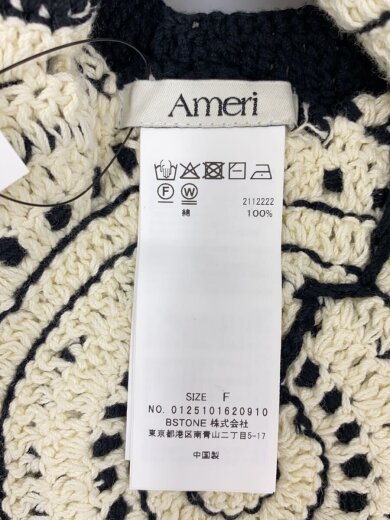 Ameri
F W
2112222
綿 100%
SIZE F
NO. 0125101620910
BSTONE 株式会社
東京都港区南青山二丁目5-17
中国製